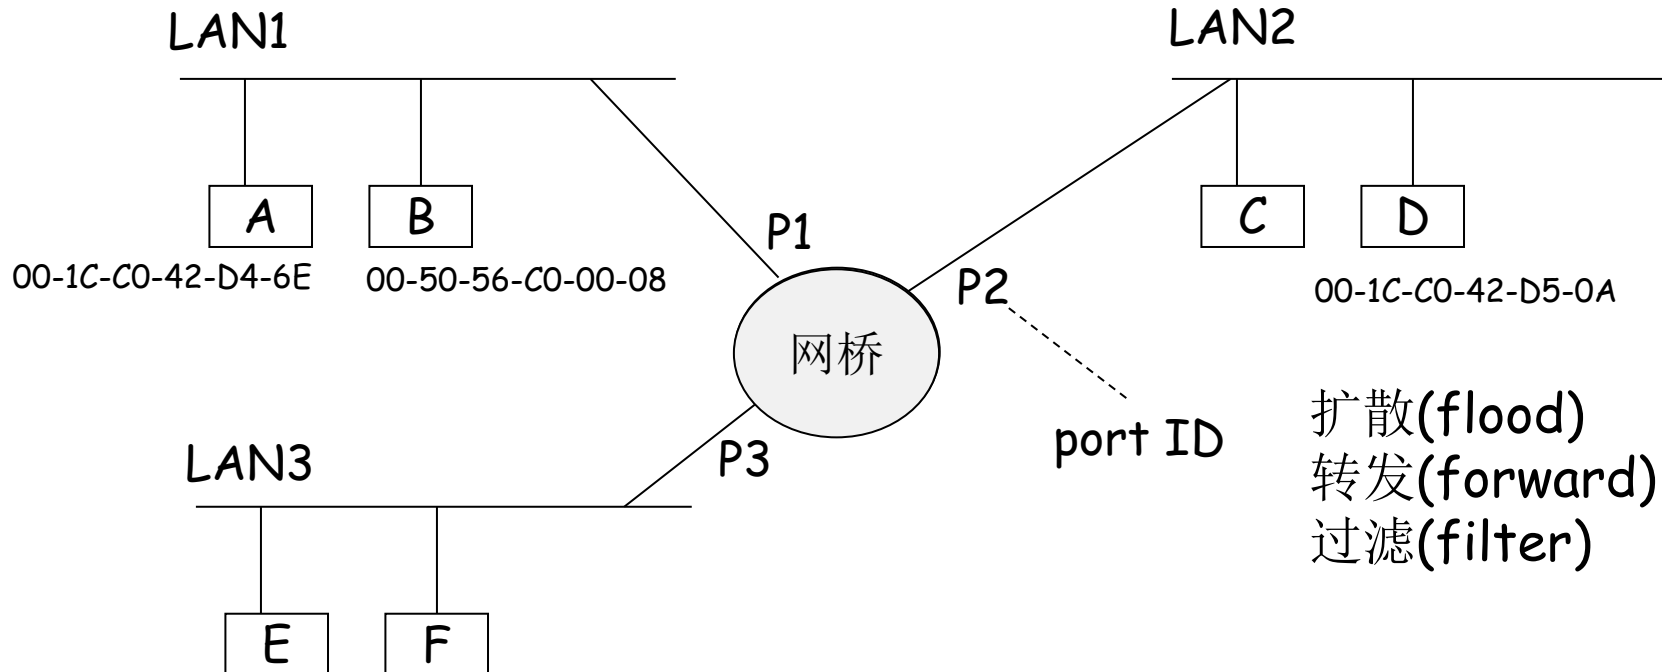 LAN1
LAN2
A
B
C
D
00-1C-C0-42-D4-6E
00-50-56-C0-00-08
00-1C-C0-42-D5-0A
P1
P2
网桥
port ID
扩散(flood)
转发(forward)
过滤(filter)
P3
LAN3
E
F